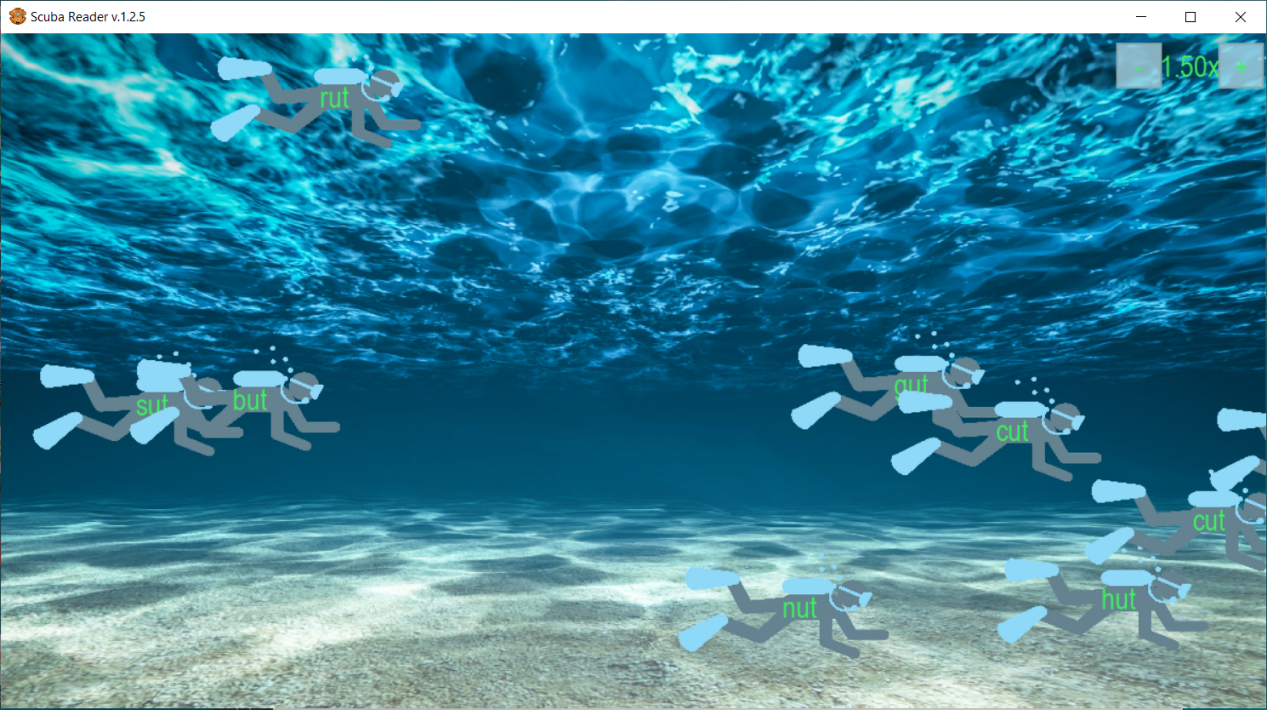 Scuba Reader v.1.2.5
- 1.50x +
rut
gut
sut
but
cut
cut
hut
nut